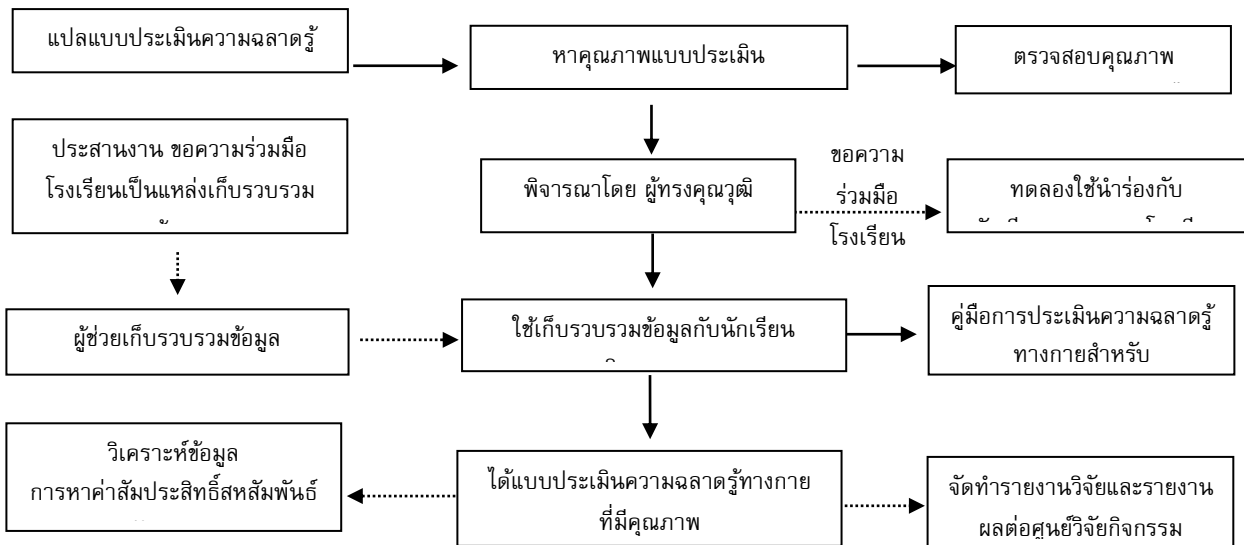 แปลแบบประเมินความฉลาดรู้
หาคุณภาพแบบประเมิน
ตรวจสอบคุณภาพ
ประสานงาน ขอความร่วมมือ
โรงเรียนเป็นแหล่งเก็บรวบรวม
พิจารณาโดย ผู้ทรงคุณวุฒิ
ขอความ
ร่วมมือ
โรงเรียน
ทดลองใช้นำร่องกับ
ผู้ช่วยเก็บรวบรวมข้อมูล
ใช้เก็บรวบรวมข้อมูลกับนักเรียน
คู่มือการประเมินความฉลาดรู้
ทางกายสำหรับ
วิเคราะห์ข้อมูล
การหาค่าสัมประสิทธิ์สหสัมพันธ์
ได้แบบประเมินความฉลาดรู้ทางกาย
ที่มีคุณภาพ
จัดทำรายงานวิจัยและรายงาน
ผลต่อศูนย์วิจัยกิจกรรม